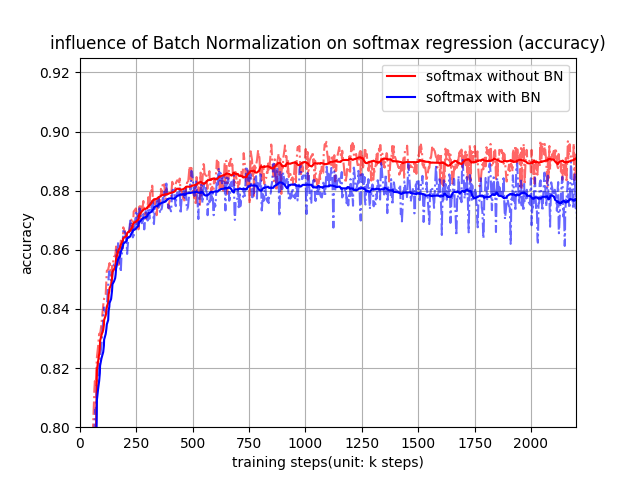 influence of Batch Normalization on softmax regression (accuracy)
softmax without BN
softmax with BN
accuracy
0.92
0.90
0.88
0.86
0.84
0.82
0.80
0 250 500 750 1000 1250 1500 1750 2000
training steps(unit: k steps)